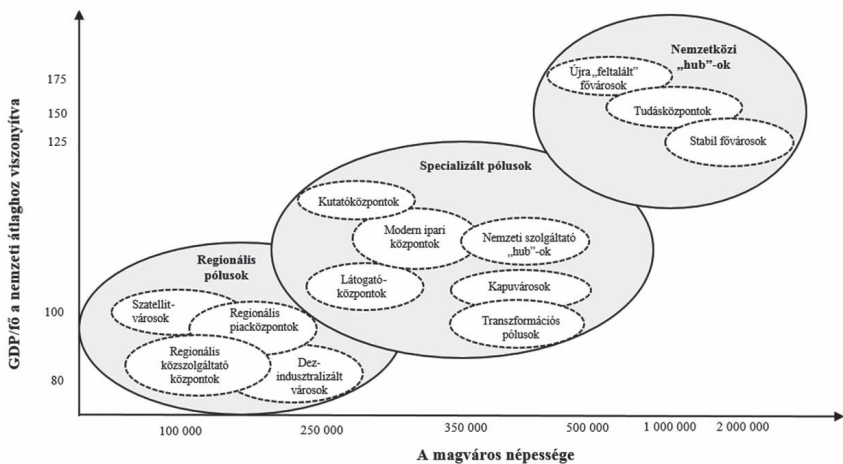 GDP/fő a nemzeti átlaghoz viszonyítva
175
150
125
100
80
Nemzetközi
„hub”-ok
Újra „feltalált”
fővárosok
Tudásközpontok
Stabil fővárosok
Specializált pólusok
Kutatóközpontok
Modern ipari
központok
Nemzeti szolgáltató
„hub”-ok
Látogató-
központok
Kapuvárosok
Transzformációs
pólusok
Regionális
pólusok
Szatellit-
városok
Regionális
piacközpontok
Regionális
közszolgáltató
központok
Dez-
indusztralizált
városok
100 000
250 000
350 000
500 000
1 000 000
2 000 000
A magváros népessége